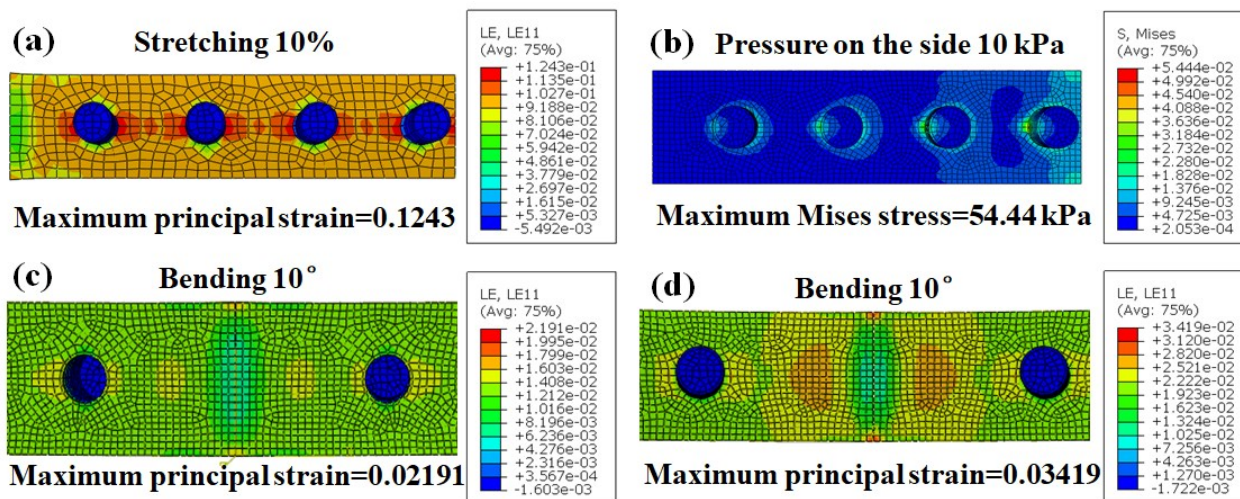 (a)
Stretching 10%
LE, LE11
(Avg: 75%)
+1.243e-01
+1.135e-01
+1.027e-01
+9.188e-02
+8.106e-02
+7.024e-02
+5.942e-02
+4.861e-02
+3.779e-02
+2.697e-02
+1.615e-02
+5.327e-03
-5.492e-03
Maximum principal strain=0.1243
(b)
Pressure on the side 10 kPa
S, Mises
(Avg: 75%)
+5.444e-02
+4.992e-02
+4.540e-02
+4.088e-02
+3.636e-02
+3.184e-02
+2.732e-02
+2.280e-02
+1.828e-02
+1.376e-02
+9.245e-03
+4.725e-03
+2.053e-04
Maximum Mises stress=54.44 kPa
(c)
Bending 10°
LE, LE11
(Avg: 75%)
+2.191e-02
+1.995e-02
+1.799e-02
+1.603e-02
+1.408e-02
+1.212e-02
+1.016e-02
+8.196e-03
+6.236e-03
+4.276e-03
+2.316e-03
+3.567e-04
-1.603e-03
Maximum principal strain=0.02191
(d)
Bending 10°
LE, LE11
(Avg: 75%)
+3.419e-02
+3.120e-02
+2.820e-02
+2.521e-02
+2.222e-02
+1.923e-02
+1.623e-02
+1.324e-02
+1.025e-02
+7.256e-03
+4.263e-03
+1.270e-03
-1.722e-03
Maximum principal strain=0.03419